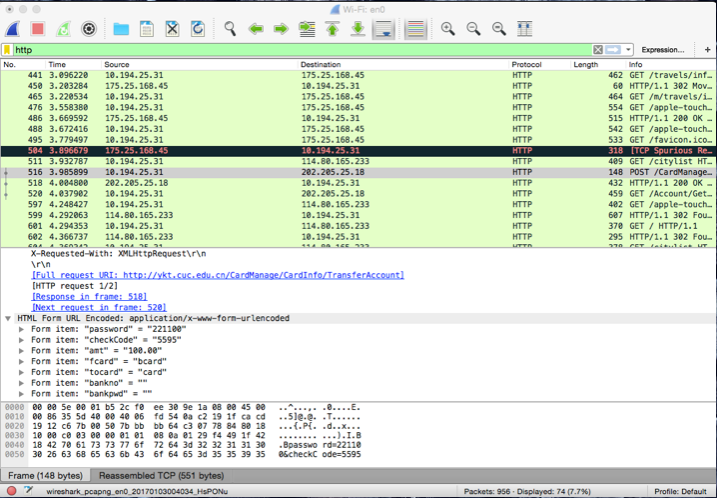 Wi-Fi: en0
http
Expression...
+
No. Time Source Destination Protocol Length Info
441 3.096220 10.194.25.31 175.25.168.45 HTTP 462 GET /travels/inf…
450 3.203284 175.25.168.45 10.194.25.31 HTTP 60 HTTP/1.1 302 Mov…
465 3.220534 10.194.25.31 175.25.168.45 HTTP 464 GET /m/travels/i…
476 3.558380 10.194.25.31 175.25.168.45 HTTP 554 GET /apple-touch…
486 3.669592 175.25.168.45 10.194.25.31 HTTP 515 HTTP/1.1 200 OK …
488 3.672416 10.194.25.31 175.25.168.45 HTTP 542 GET /apple-touch…
495 3.779497 10.194.25.31 175.25.168.45 HTTP 533 GET /favicon.ico…
504 3.896679 175.25.168.45 10.194.25.31 HTTP 318 [TCP Spurious Re…
511 3.932787 10.194.25.31 114.80.165.233 HTTP 409 GET /citylist HT…
516 3.985899 10.194.25.31 202.205.25.18 HTTP 148 POST /CardManage…
518 4.004800 202.205.25.18 10.194.25.31 HTTP 432 HTTP/1.1 200 OK …
520 4.037902 10.194.25.31 202.205.25.18 HTTP 459 GET /Account/Get…
597 4.248427 10.194.25.31 114.80.165.233 HTTP 402 GET /apple-touch…
599 4.292063 114.80.165.233 10.194.25.31 HTTP 607 HTTP/1.1 302 Fou…
601 4.294353 10.194.25.31 114.80.165.233 HTTP 370 GET / HTTP/1.1
602 4.366737 114.80.165.233 10.194.25.31 HTTP 295 HTTP/1.1 302 Fou…
X-Requested-With: XMLHttpRequest\r\n
\r\n
[Full request URI: http://ykt.cuc.edu.cn/CardManage/CardInfo/TransferAccount]
[HTTP request 1/2]
[Response in frame: 518]
[Next request in frame: 520]
HTML Form URL Encoded: application/x-www-form-urlencoded
Form item: "password" = "221100"
Form item: "checkCode" = "5595"
Form item: "amt" = "100.00"
Form item: "fcard" = "bcard"
Form item: "tocard" = "card"
Form item: "bankno" = ""
Form item: "bankpwd" = ""
0000 00 00 5e 00 01 b5 2c f0 ee 30 9e 1a 08 00 45 00 ..^...,. .0....E.
0010 00 86 35 5d 40 00 40 06 fd 54 0a c2 19 1f ca cd ..5]@.@. .T......
0020 19 12 c6 7b 00 50 7b bb bb 64 c3 07 78 84 80 18 ...{.P{. .d..x...
0030 10 00 c0 03 00 00 01 01 08 0a 01 29 f4 49 1f 42 ........ ...).I.B
0040 18 42 70 61 73 73 77 6f 72 64 3d 32 32 31 31 30 .Bpasswo rd=22110
0050 30 26 63 68 65 63 6b 43 6f 64 65 3d 35 35 39 35 0&checkC ode=5595
Frame (148 bytes) Reassembled TCP (551 bytes)
wireshark_pcapng_en0_20170103004034_HsPONu Packets: 956 · Displayed: 74 (7.7%) Profile: Default